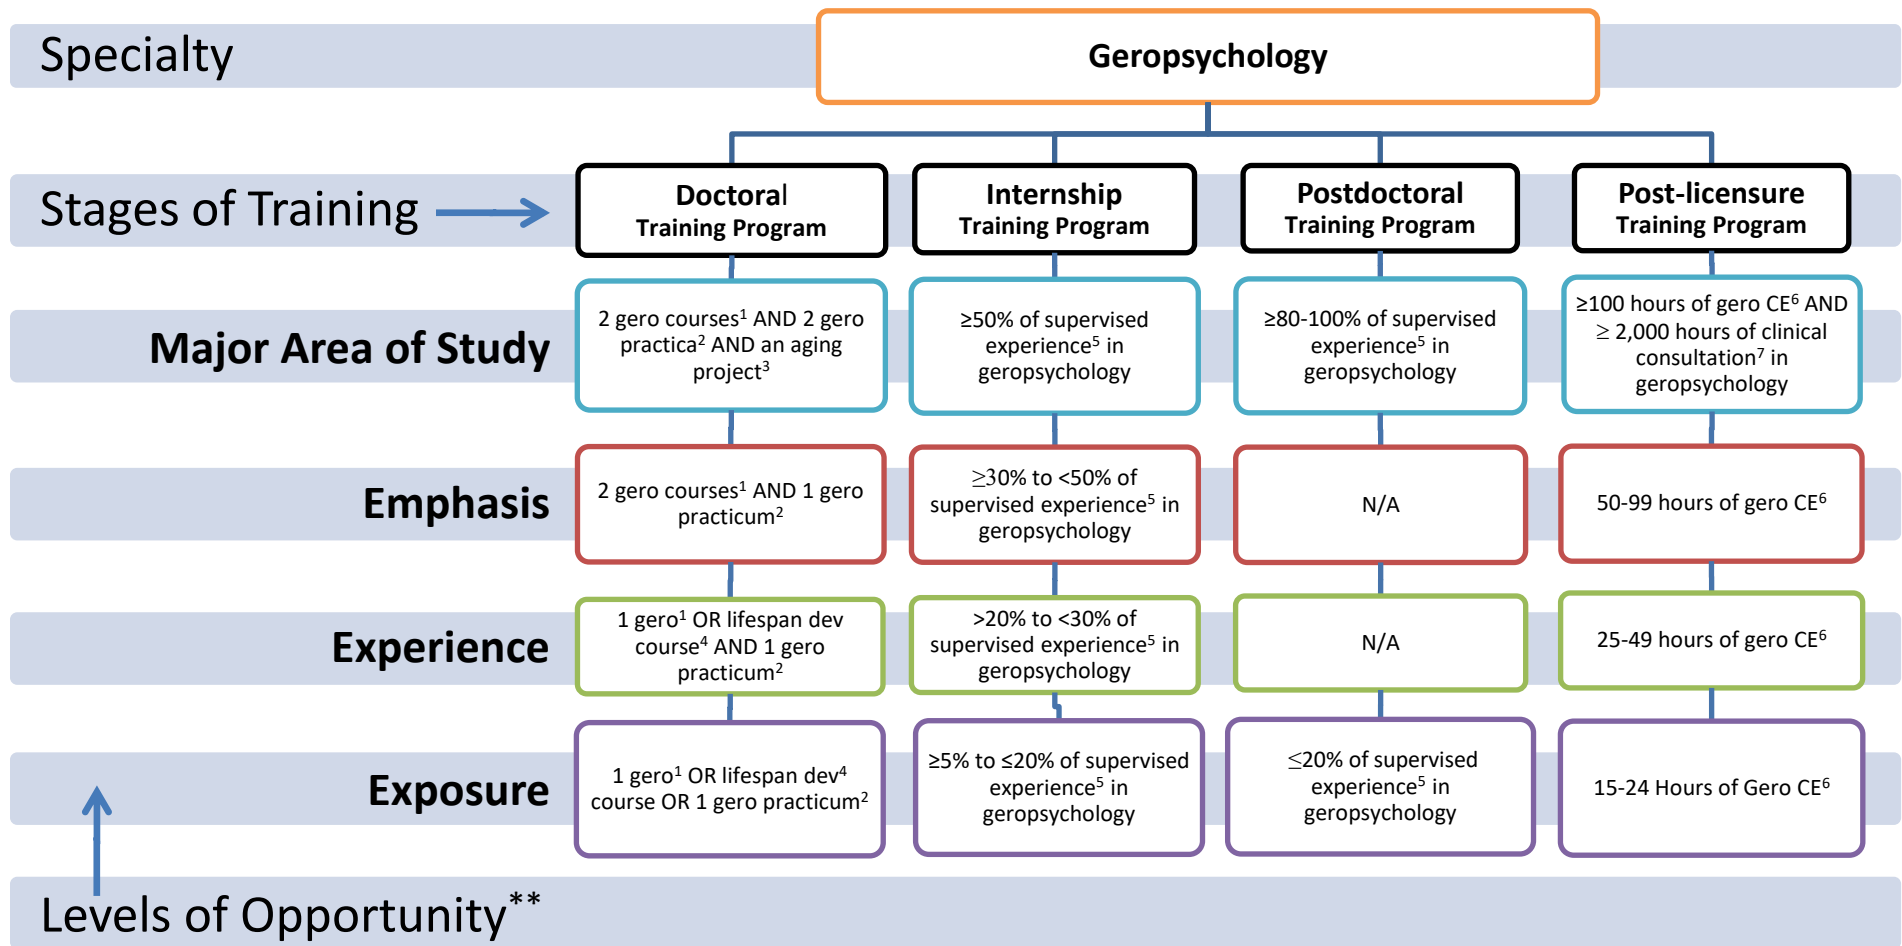 Specialty
Geropsychology
Stages of Training
Doctoral
Training Program
Internship
Training Program
Postdoctoral
Training Program
Post-licensure
Training Program
Major Area of Study
2 gero courses¹ AND 2 gero
practica² AND an aging
project³
≥50% of supervised
experience⁵ in
geropsychology
≥80-100% of supervised
experience⁵ in
geropsychology
≥100 hours of gero CE⁶ AND
≥ 2,000 hours of clinical
consultation⁷ in
geropsychology
Emphasis
2 gero courses¹ AND 1 gero
practicum²
≥30% to <50% of
supervised experience⁵ in
geropsychology
N/A
50-99 hours of gero CE⁶
Experience
1 gero¹ OR lifespan dev
course⁴ AND 1 gero
practicum²
>20% to <30% of
supervised experience⁵ in
geropsychology
N/A
25-49 hours of gero CE⁶
Exposure
1 gero¹ OR lifespan dev⁴
course OR 1 gero practicum²
≥5% to ≤20% of supervised
experience⁵ in
geropsychology
≤20% of supervised
experience⁵ in
geropsychology
15-24 Hours of Gero CE⁶
Levels of Opportunity**